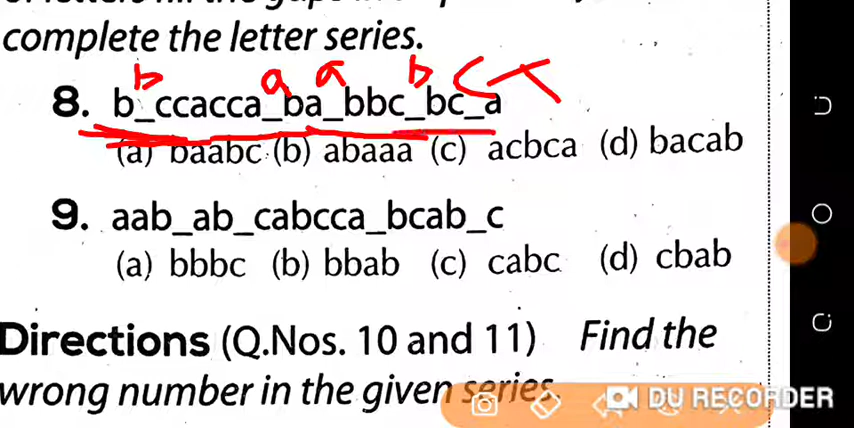 complete the letter series.
b a a b c
8. b_ccacca_ba_bbc_bc_a
(a) baabc (b) abaaa (c) acbca (d) bacab
9. aab_ab_cabcca_bcab_c
(a) bbbc (b) bbab (c) cabc (d) cbab
Directions (Q.Nos. 10 and 11) Find the
wrong number in the given series.
DU RECORDER